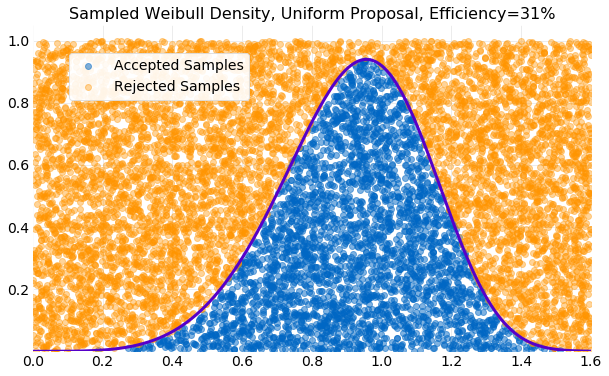 Sampled Weibull Density, Uniform Proposal, Efficiency=31%
1.0
Accepted Samples
Rejected Samples
0.8
0.6
0.4
0.2
0.0 0.2 0.4 0.6 0.8 1.0 1.2 1.4 1.6